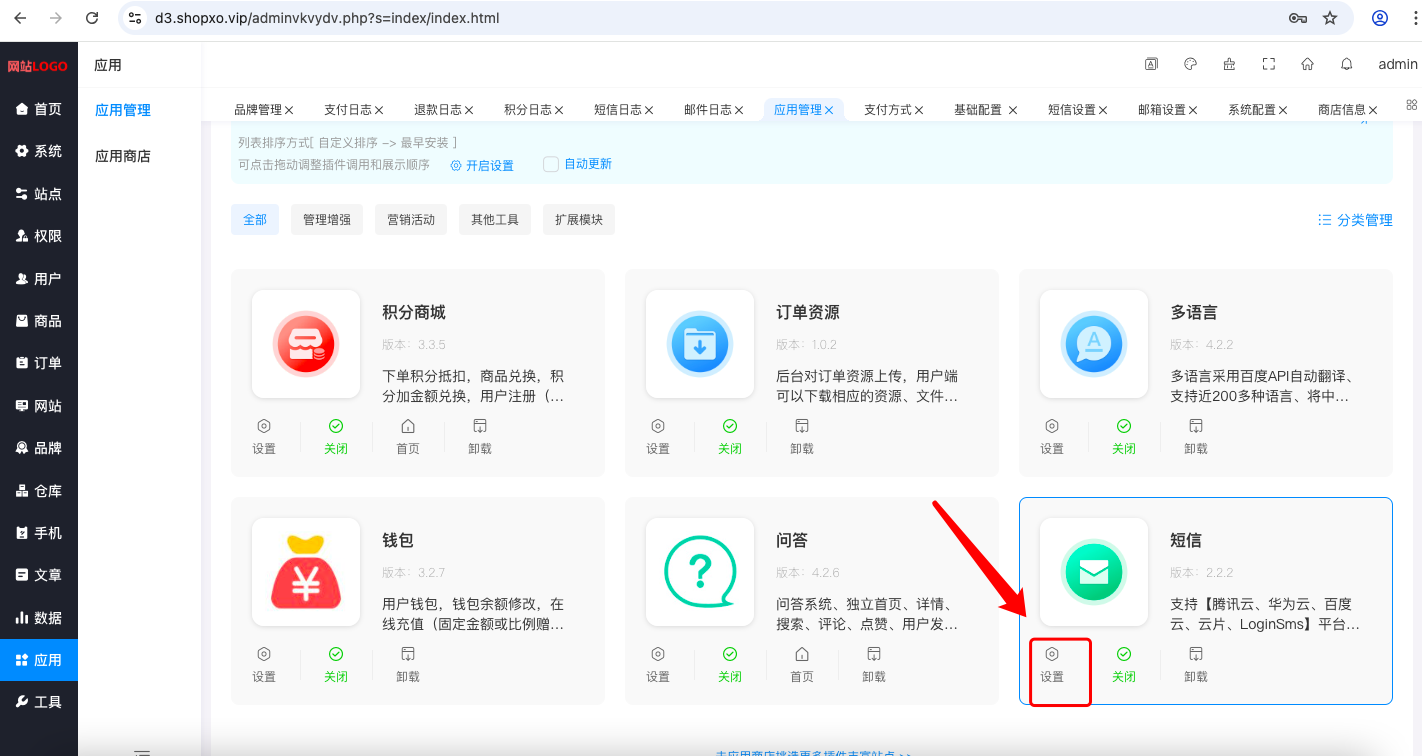 d3.shopxo.vip/adminvkvydv.php?s=index/index.html
网站LOGO
应用
admin
首页
系统
站点
权限
用户
商品
订单
网站
品牌
仓库
手机
文章
数据
应用
工具
应用管理
应用商店
品牌管理 支付日志 退款日志 积分日志 短信日志 邮件日志 应用管理 支付方式 基础配置 短信设置 邮箱设置 系统配置 商店信息
列表排序方式[ 自定义排序 -> 最早安装 ]
可点击拖动调整插件调用和展示顺序 开启设置 自动更新
全部 管理增强 营销活动 其他工具 扩展模块 分类管理
积分商城
版本：3.3.5
下单积分抵扣，商品兑换，积
分加金额兑换，用户注册（...
设置 关闭 首页 卸载
订单资源
版本：1.0.2
后台对订单资源上传，用户端
可以下载相应的资源、文件...
设置 关闭 卸载
多语言
版本：4.2.2
多语言采用百度API自动翻译、
支持近200多种语言、将中...
设置 关闭 卸载
钱包
版本：3.2.7
用户钱包，钱包余额修改，在
线充值（固定金额或比例赠...
设置 关闭 卸载
问答
版本：4.2.6
问答系统、独立首页、详情、
搜索、评论、点赞、用户发...
设置 关闭 首页 卸载
短信
版本：2.2.2
支持【腾讯云、华为云、百度
云、云片、LoginSms】平台...
设置 关闭 卸载
去应用商店挑选更多插件丰富站点 >>